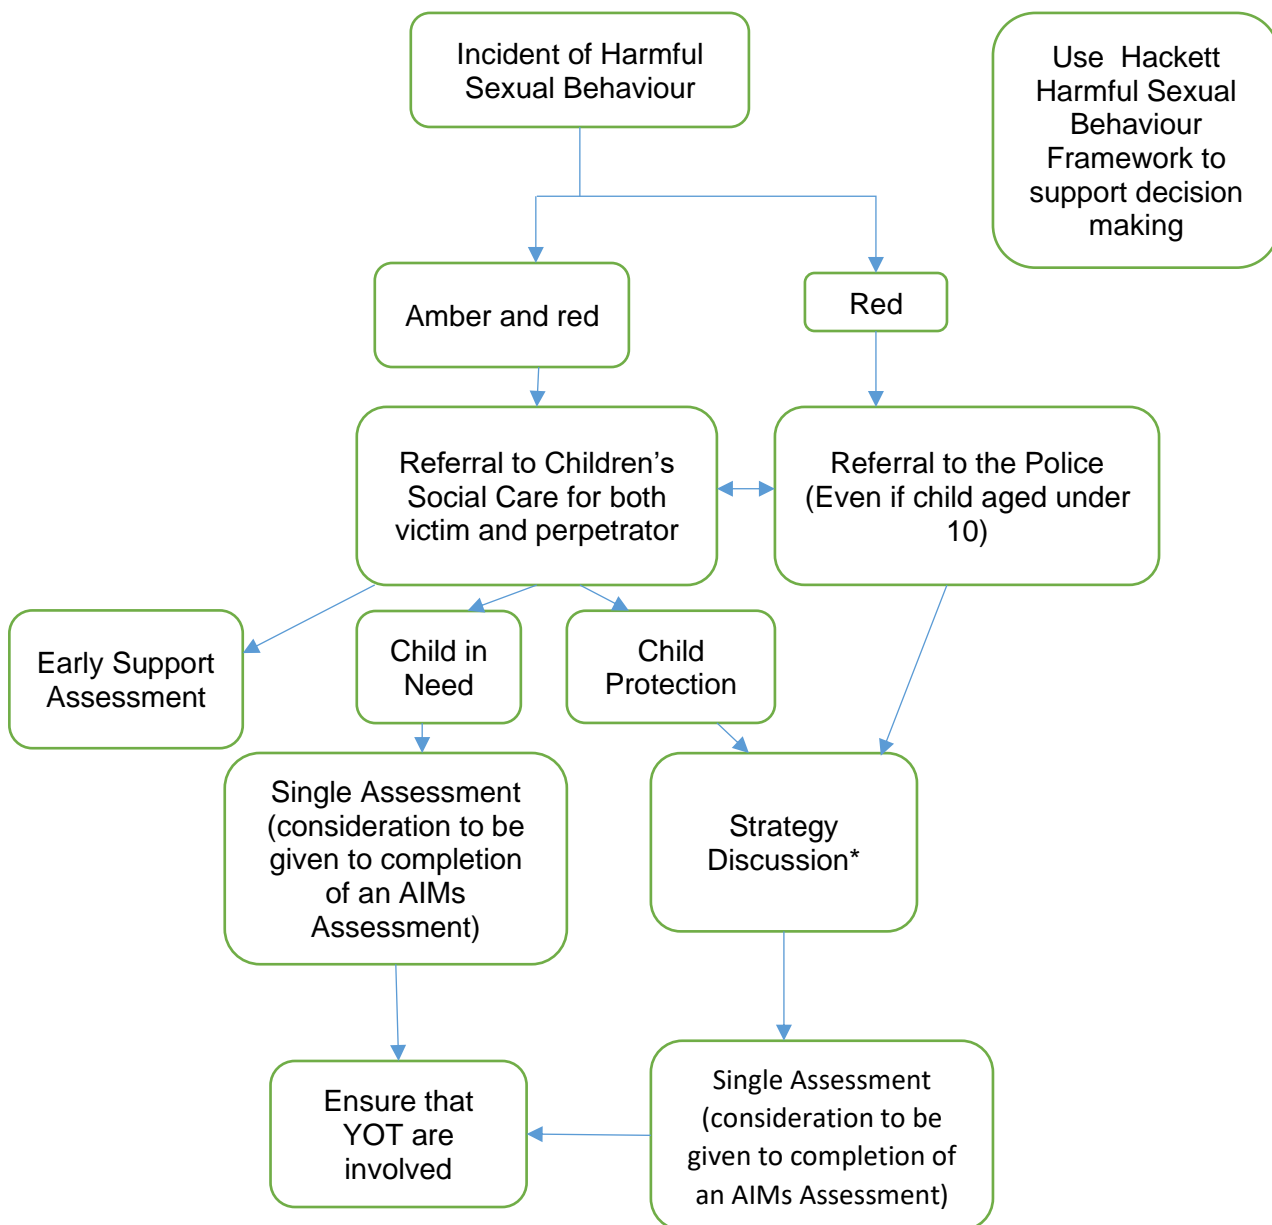 Incident of Harmful
Sexual Behaviour
Use Hackett
Harmful Sexual
Behaviour
Framework to
support decision
making
Amber and red
Red
Referral to Children’s
Social Care for both
victim and perpetrator
Referral to the Police
(Even if child aged under
10)
Early Support
Assessment
Child in
Need
Child
Protection
Single Assessment
(consideration to be
given to completion
of an AIMs
Assessment)
Strategy
Discussion*
Ensure that
YOT are
involved
Single Assessment
(consideration to be
given to completion of
an AIMs Assessment)